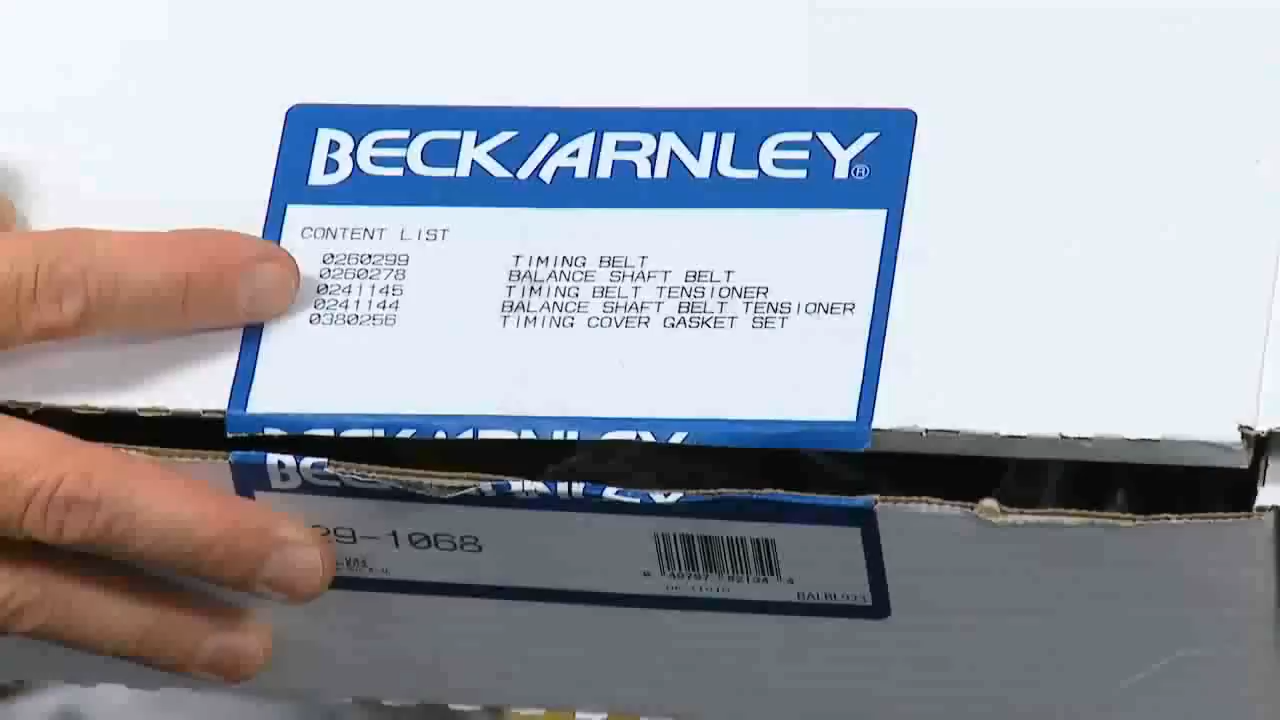 BECK/ARNLEY®
CONTENT LIST
0260299 TIMING BELT
0260278 BALANCE SHAFT BELT
0241145 TIMING BELT TENSIONER
0241144 BALANCE SHAFT BELT TENSIONER
0380256 TIMING COVER GASKET SET
BECK/ARNLEY
29-1068